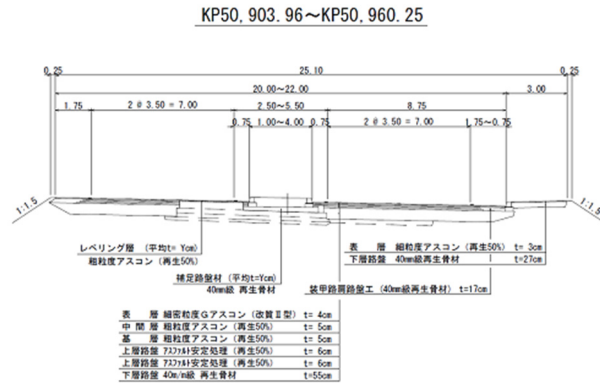 KP50,903.96～KP50,960.25
0.25 25.10 0.25
20.00～22.00 3.00
1.75 2 @ 3.50 = 7.00 2.50～5.50 8.75
0.75 1.00～4.00 0.75 2 @ 3.50 = 7.00 1.75～0.75
1:1.5 1:1.5
レベリング層 (平均t= Ycm)
粗粒度アスコン (再生50%)
表 層 細粒度アスコン(再生50%) t= 3cm
下層路盤 40mm級 再生骨材 t=27cm
補足路盤材 (平均t=Ycm)
40mm級 再生骨材
装甲路肩路盤工 (40mm級再生骨材) t=17cm
表 層 細密粒度Gアスコン (改質Ⅱ型) t= 4cm
中 間 層 粗粒度アスコン (再生50%) t= 5cm
基 層 粗粒度アスコン (再生50%) t= 5cm
上層路盤 アスファルト安定処理 (再生50%) t= 6cm
上層路盤 アスファルト安定処理 (再生50%) t= 6cm
下層路盤 40m/m級 再生骨材 t=55cm